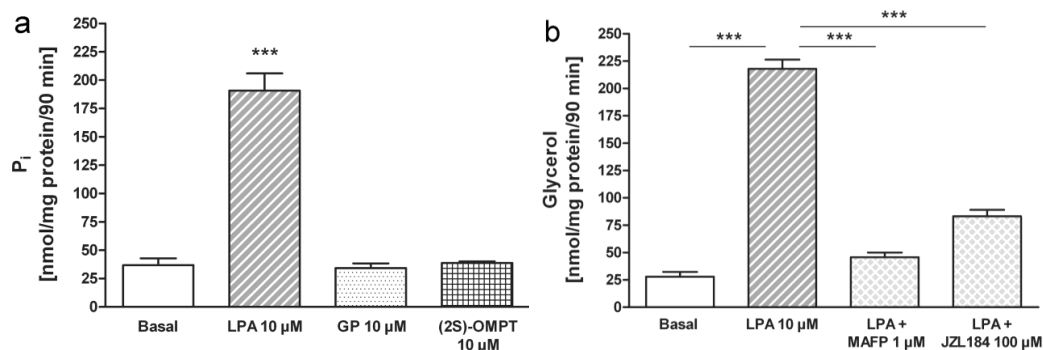 a
P_i
[nmol/mg protein/90 min]
250
225
200
175
150
125
100
75
50
25
0
***
Basal
LPA 10 µM
GP 10 µM
(2S)-OMPT
10 µM
b
Glycerol
[nmol/mg protein/90 min]
250
225
200
175
150
125
100
75
50
25
0
***
***
***
Basal
LPA 10 µM
LPA +
MAFP 1 µM
LPA +
JZL184 100 µM